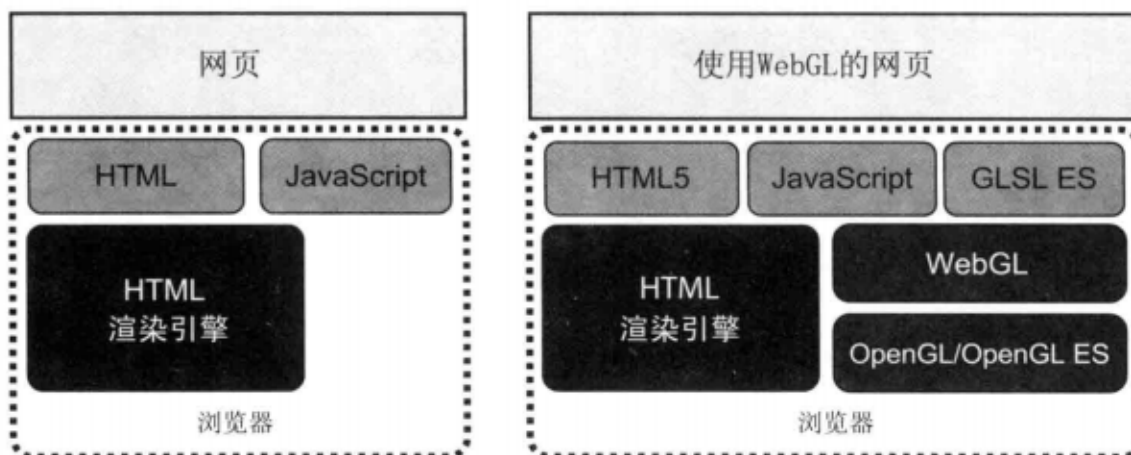 网页
HTML
JavaScript
HTML
渲染引擎
浏览器
使用WebGL的网页
HTML5
JavaScript
GLSL ES
HTML
渲染引擎
WebGL
OpenGL/OpenGL ES
浏览器